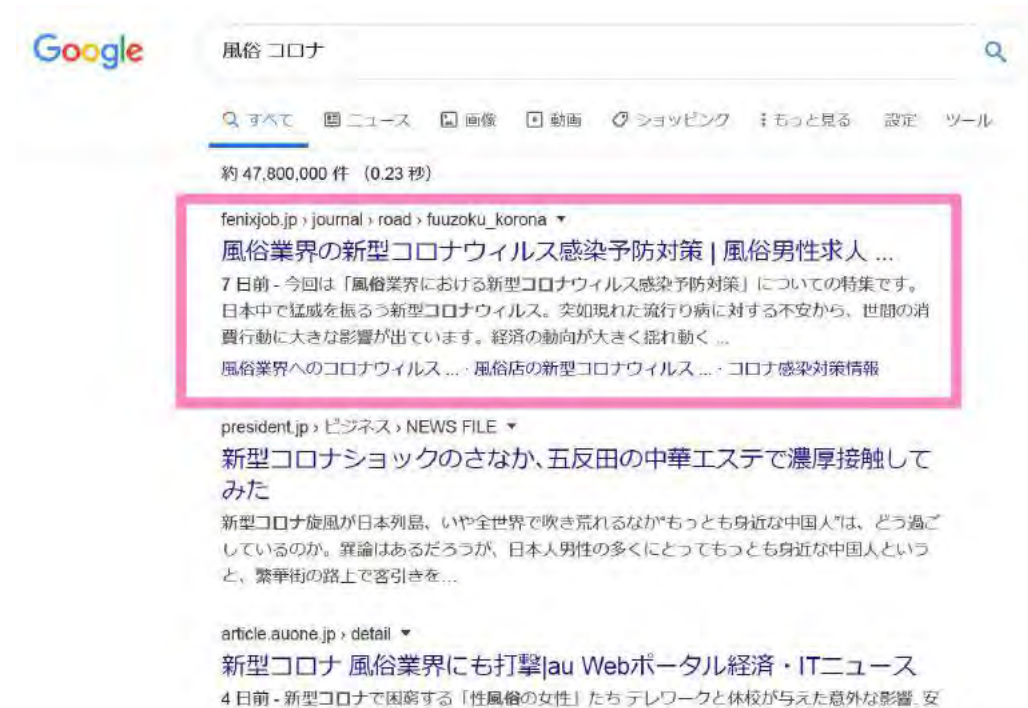 Google 風俗 コロナ
すべて ニュース 画像 動画 ショッピング もっと見る 設定 ツール
約 47,800,000 件 (0.23 秒)
fenixjob.jp › journal › road › fuuzoku_korona
風俗業界の新型コロナウィルス感染予防対策 | 風俗男性求人 ...
7 日前 - 今回は「風俗業界における新型コロナウィルス感染予防対策」についての特集です。
日本中で猛威を振るう新型コロナウィルス。突如現れた流行り病に対する不安から、世間の消
費行動に大きな影響が出ています。経済の動向が大きく揺れ動く ...
風俗業界へのコロナウィルス ... · 風俗店の新型コロナウィルス ... · コロナ感染対策情報
president.jp › ビジネス › NEWS FILE
新型コロナショックのさなか、五反田の中華エステで濃厚接触して
みた
新型コロナ旋風が日本列島、いや全世界で吹き荒れるなか“もっとも身近な中国人”は、どう過ご
しているのか。異論はあるだろうが、日本人男性の多くにとってもっとも身近な中国人という
と、繁華街の路上で客引きを...
article.auone.jp › detail
新型コロナ 風俗業界にも打撃|au Webポータル経済・ITニュース
4 日前 - 新型コロナで困窮する「性風俗の女性」たち テレワークと休校が与えた意外な影響. 安